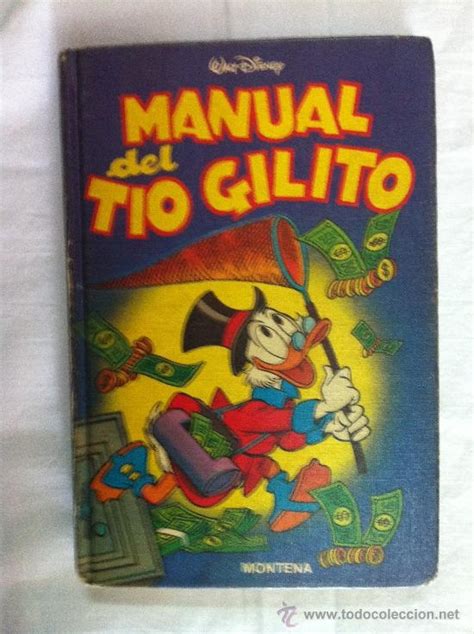 Walt Disney
MANUAL
del
TIO GILITO
MONTENA
www.todocoleccion.net